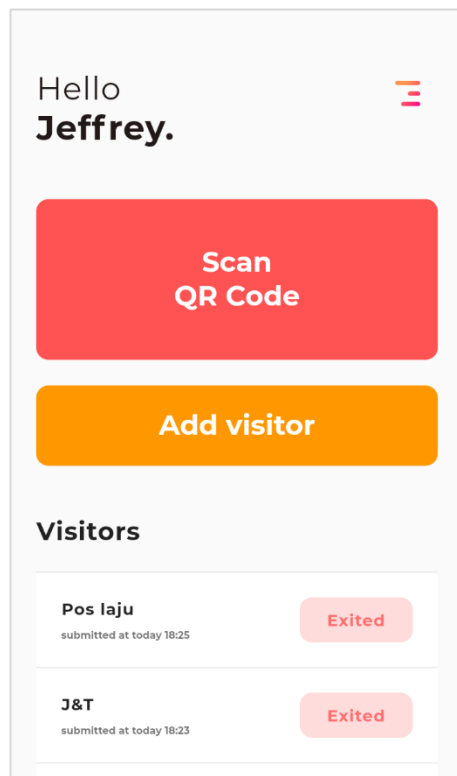 Hello
Jeffrey.
Scan
QR Code
Add visitor
Visitors
Pos laju
submitted at today 18:25
Exited
J&T
submitted at today 18:23
Exited